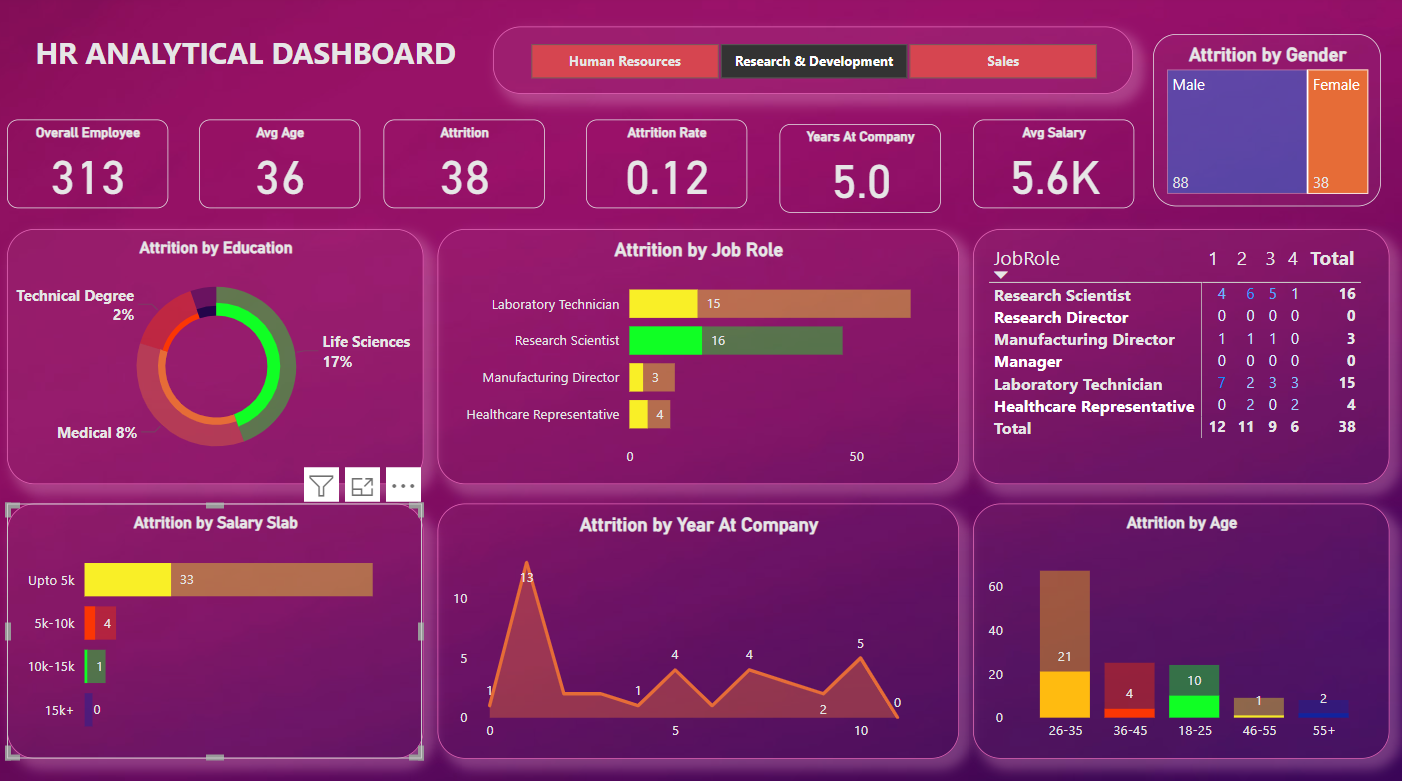 HR ANALYTICAL DASHBOARD
Human Resources
Research & Development
Sales
Attrition by Gender
Male
Female
88
38
Overall Employee
313
Avg Age
36
Attrition
38
Attrition Rate
0.12
Years At Company
5.0
Avg Salary
5.6K
Attrition by Education
Technical Degree
2%
Life Sciences
17%
Medical 8%
Attrition by Job Role
Laboratory Technician 15
Research Scientist 16
Manufacturing Director 3
Healthcare Representative 4
0 50
JobRole 1 2 3 4 Total
Research Scientist 4 6 5 1 16
Research Director 0 0 0 0 0
Manufacturing Director 1 1 1 0 3
Manager 0 0 0 0 0
Laboratory Technician 7 2 3 3 15
Healthcare Representative 0 2 0 2 4
Total 12 11 9 6 38
Attrition by Salary Slab
Upto 5k 33
5k-10k 4
10k-15k 1
15k+ 0
Attrition by Year At Company
13
10
5
4 4 5
1 1 2 0
0
0 5 10
Attrition by Age
60
40
20
0
21 4 10 1 2
26-35 36-45 18-25 46-55 55+